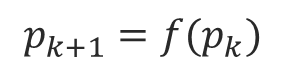 p_{k+1} = f(p_k)